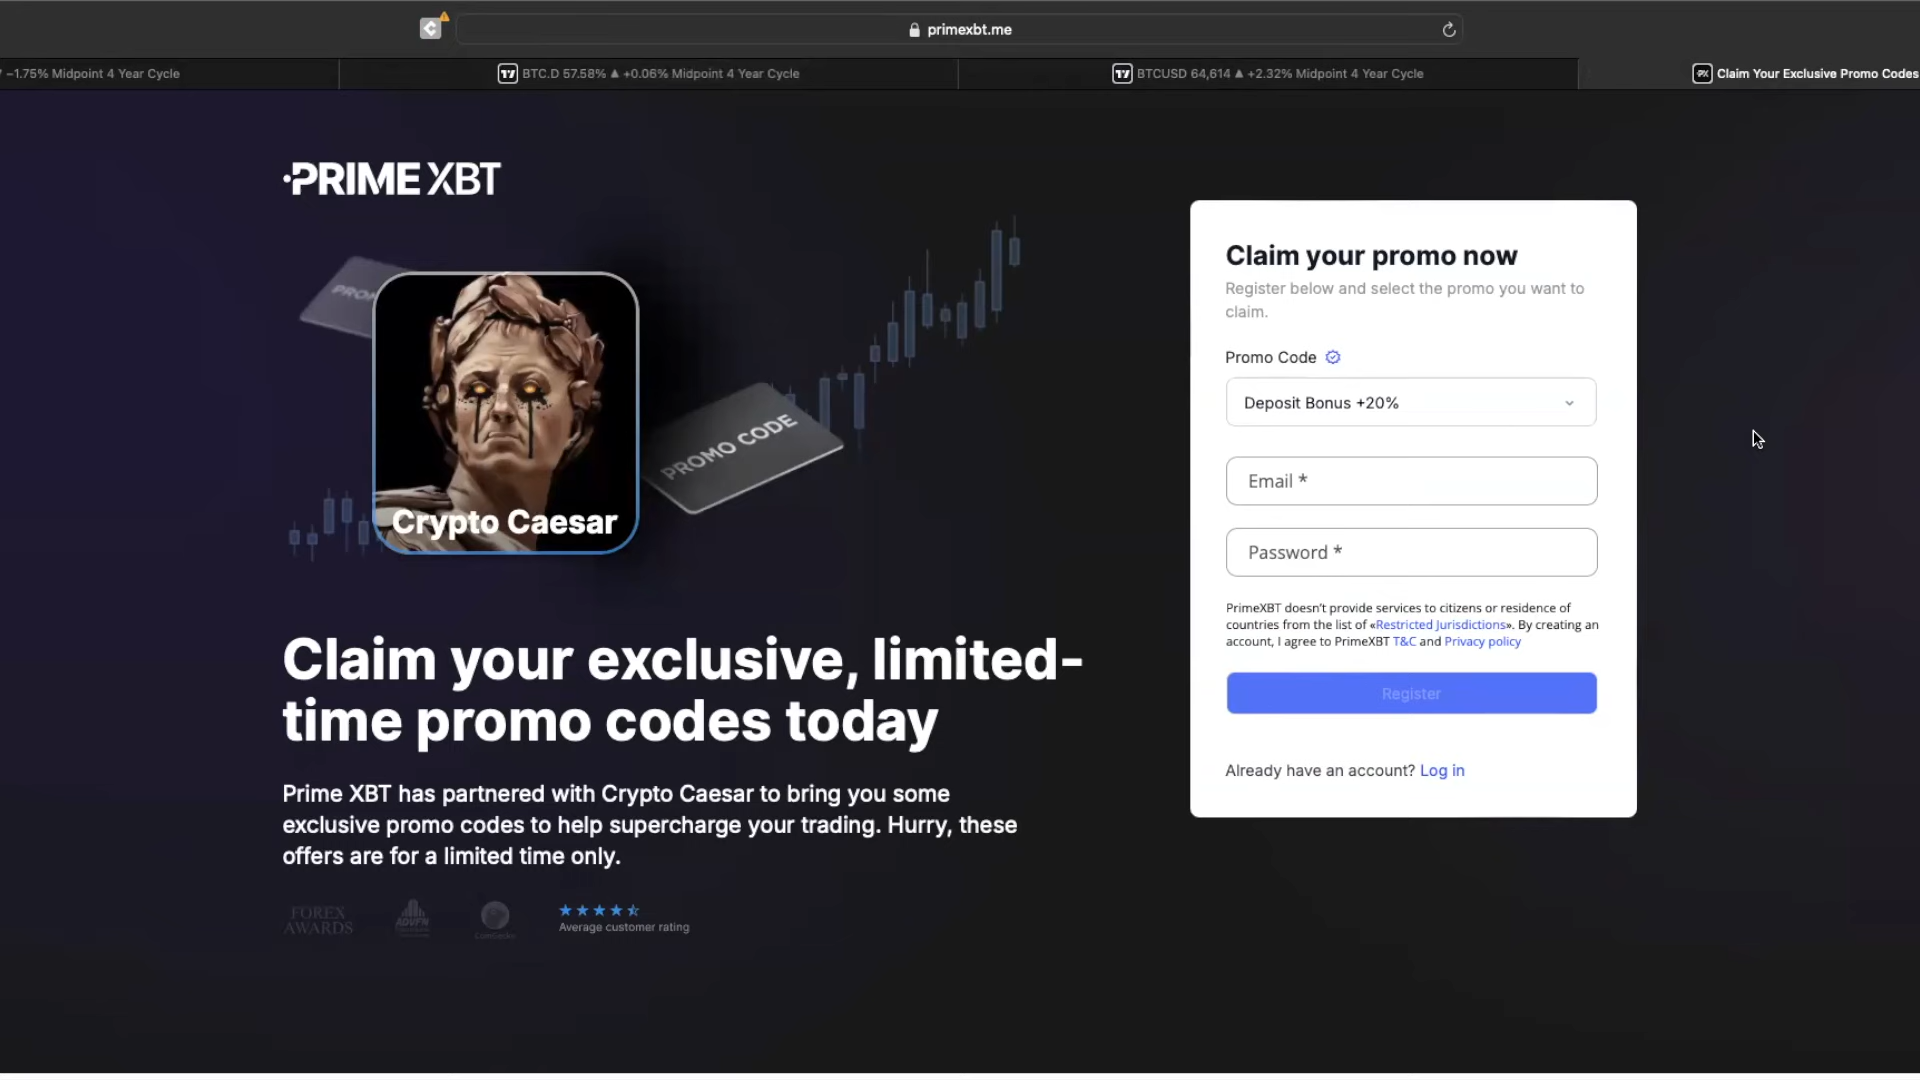 primexbt.me
−1.75% Midpoint 4 Year Cycle
BTC.D 57.58% ▲ +0.06% Midpoint 4 Year Cycle
BTCUSD 64,614 ▲ +2.32% Midpoint 4 Year Cycle
Claim Your Exclusive Promo Codes
PRIME XBT
PROMO CODE
Crypto Caesar
Claim your exclusive, limited-
time promo codes today
Prime XBT has partnered with Crypto Caesar to bring you some
exclusive promo codes to help supercharge your trading. Hurry, these
offers are for a limited time only.
FOREX
AWARDS
ADVFN
CoinGecko
Average customer rating
Claim your promo now
Register below and select the promo you want to
claim.
Promo Code
Deposit Bonus +20%
Email *
Password *
PrimeXBT doesn’t provide services to citizens or residence of
countries from the list of «Restricted Jurisdictions». By creating an
account, I agree to PrimeXBT T&C and Privacy policy
Register
Already have an account? Log in